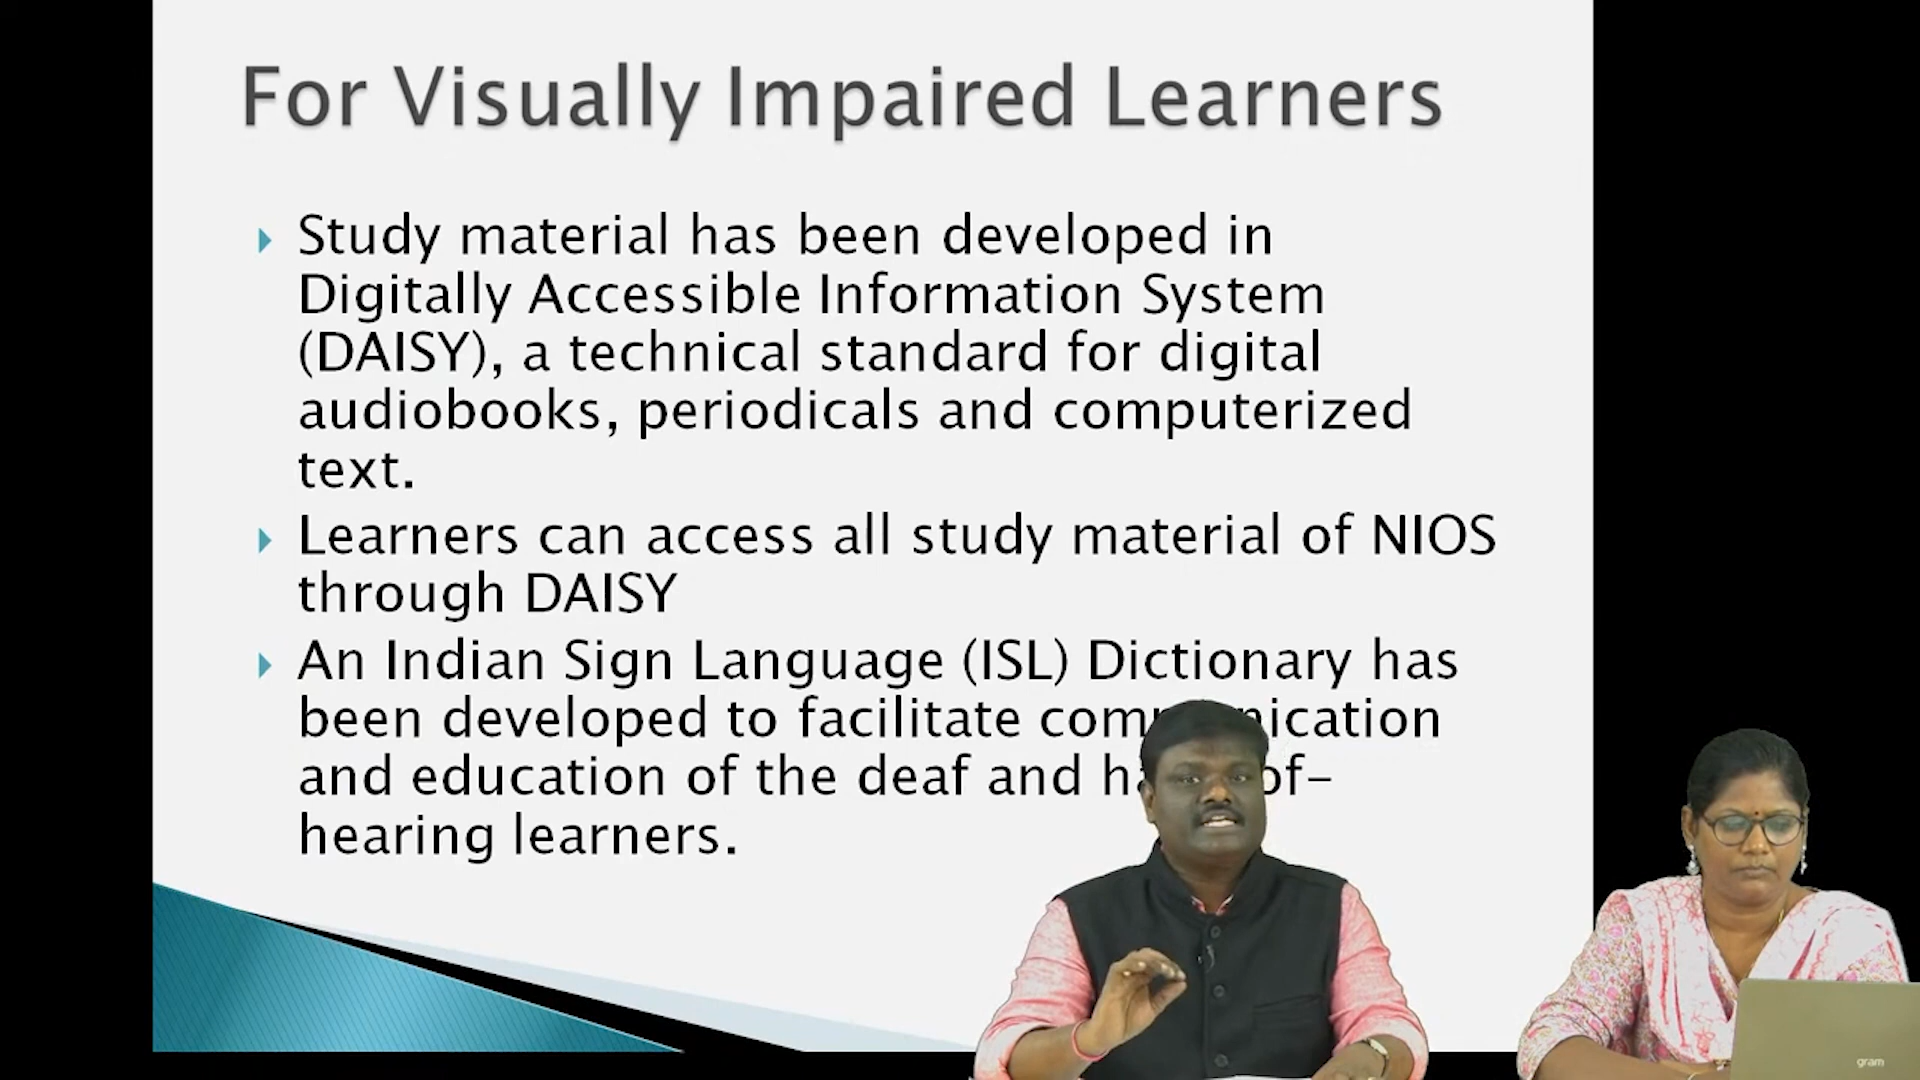 For Visually Impaired Learners
Study material has been developed in
Digitally Accessible Information System
(DAISY), a technical standard for digital
audiobooks, periodicals and computerized
text.
Learners can access all study material of NIOS
through DAISY
An Indian Sign Language (ISL) Dictionary has
been developed to facilitate communication
and education of the deaf and of-
hearing learners.
gram